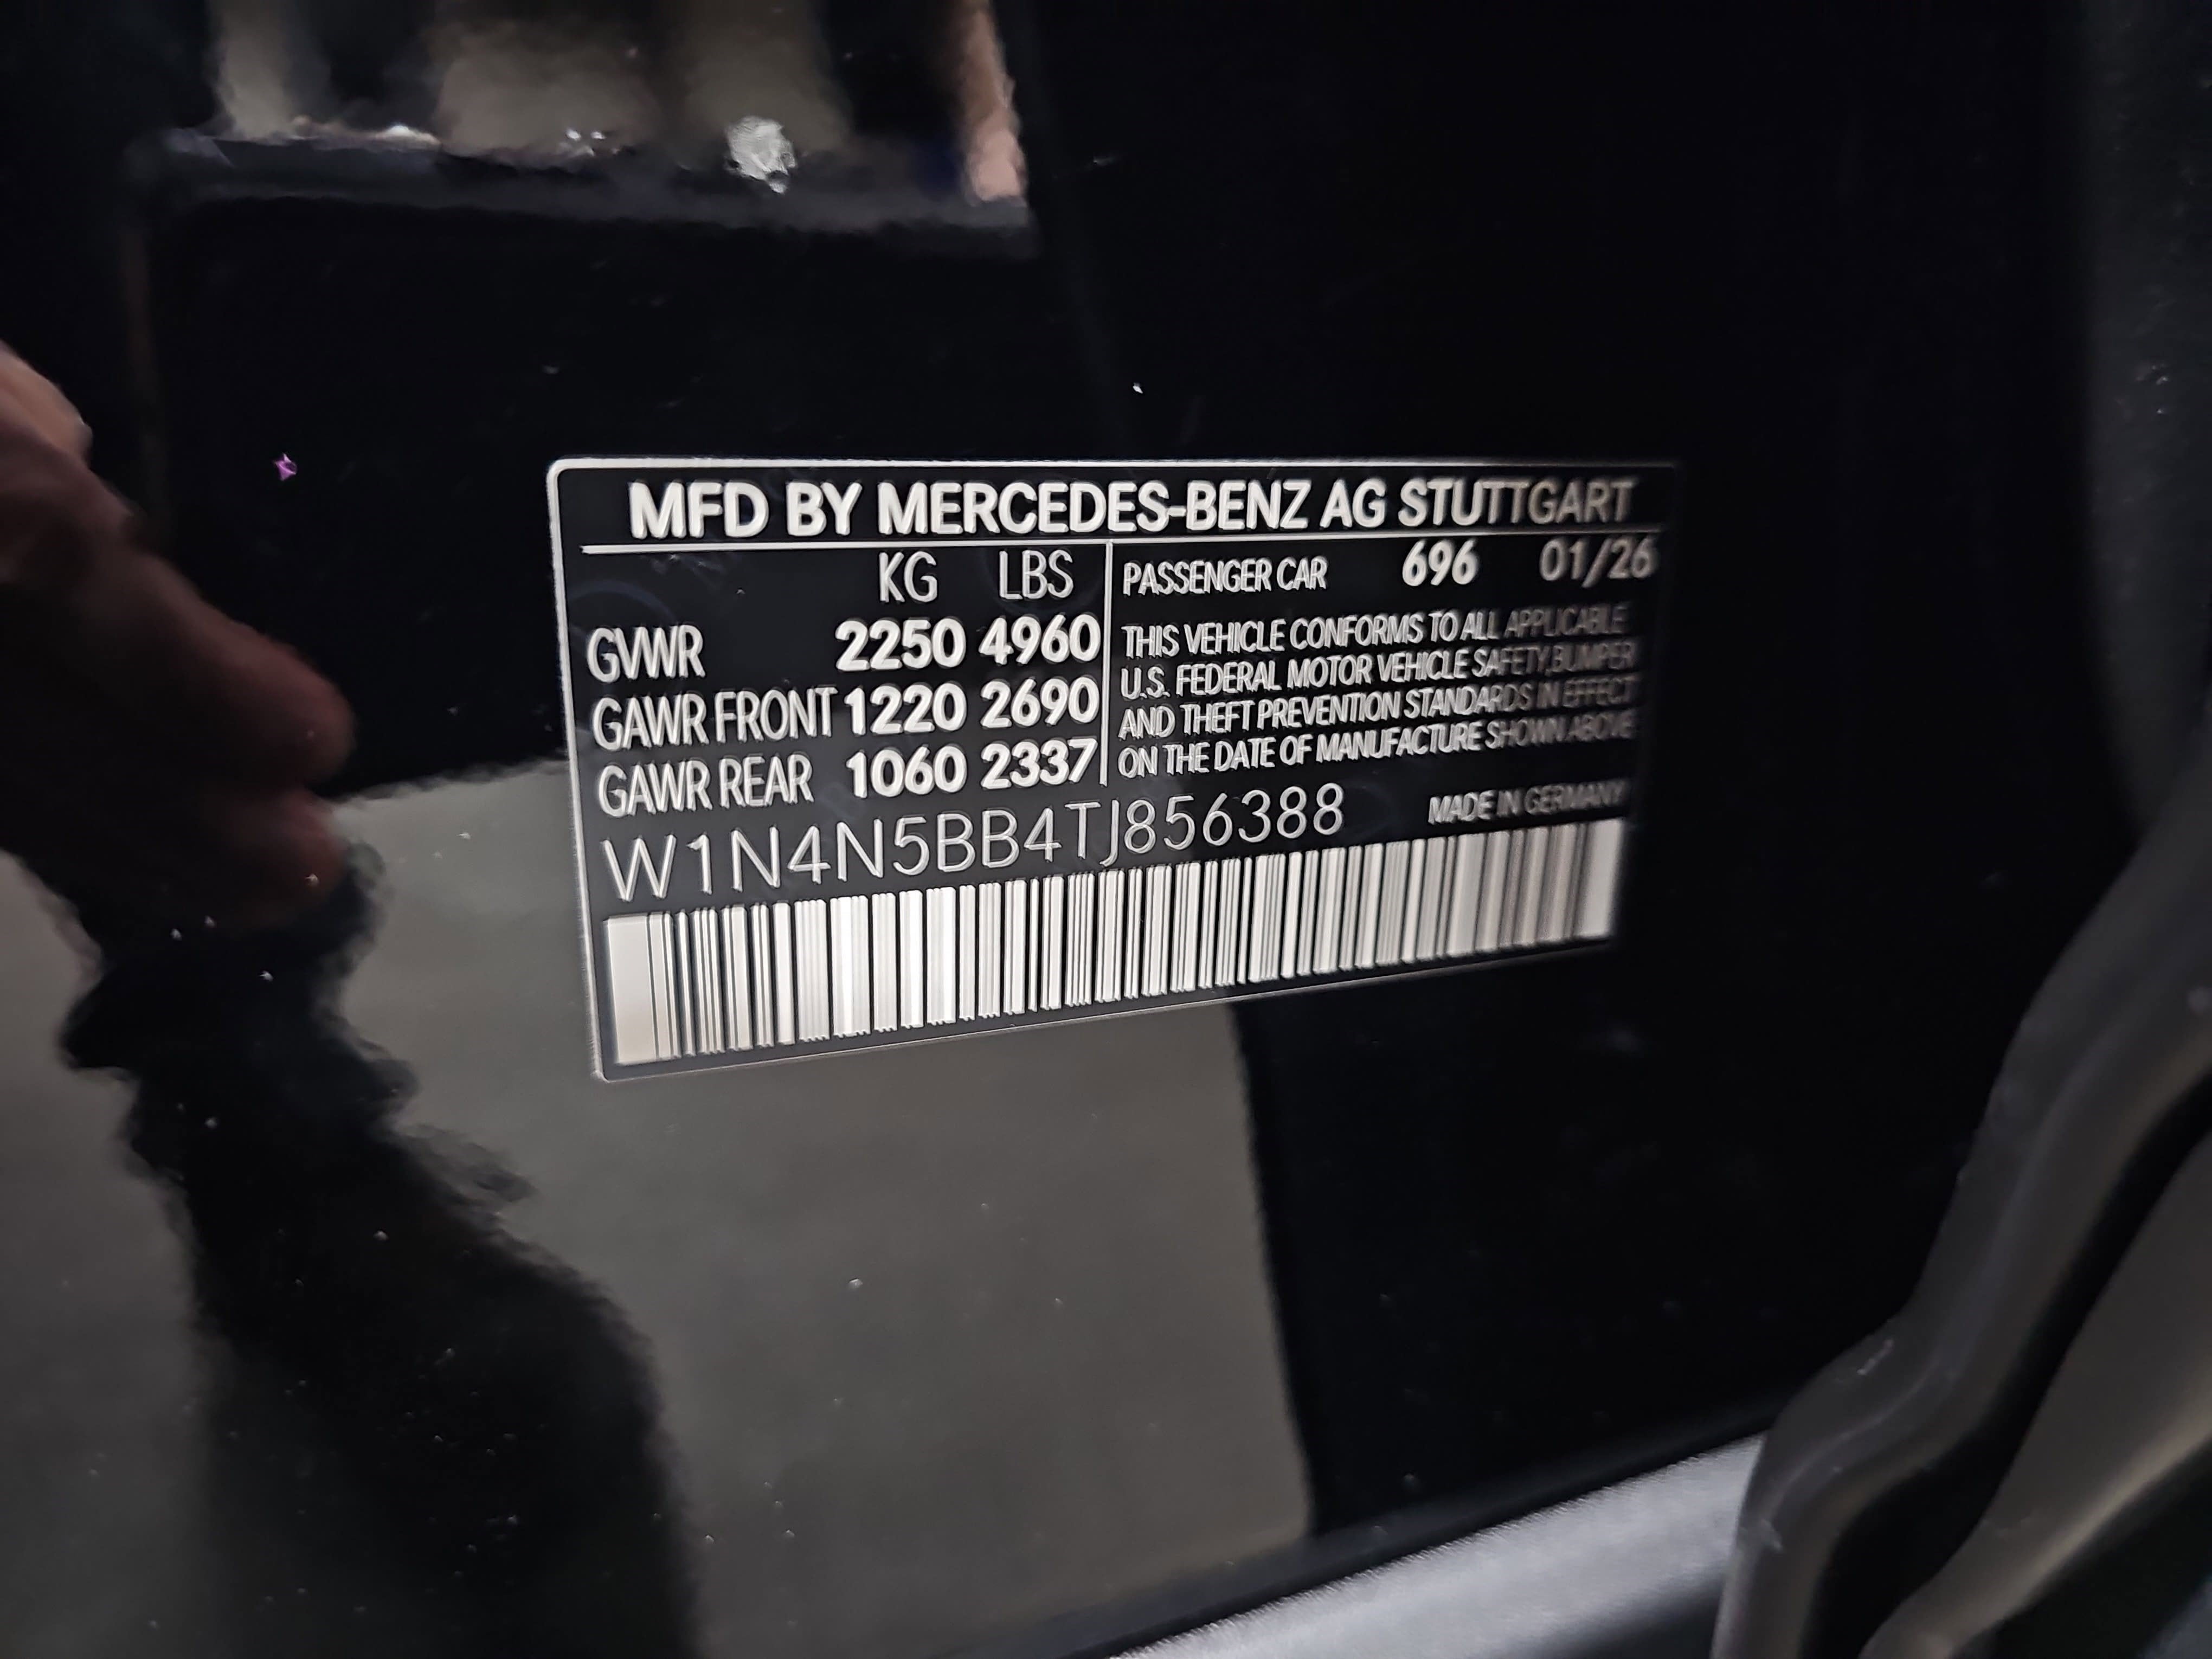 MFD BY MERCEDES-BENZ AG STUTTGART
KG LBS
GVWR 2250 4960
GAWR FRONT 1220 2690
GAWR REAR 1060 2337
PASSENGER CAR 696 01/26
THIS VEHICLE CONFORMS TO ALL APPLICABLE
U.S. FEDERAL MOTOR VEHICLE SAFETY,BUMPER
AND THEFT PREVENTION STANDARDS IN EFFECT
ON THE DATE OF MANUFACTURE SHOWN ABOVE
W1N4N5BB4TJ856388
MADE IN GERMANY